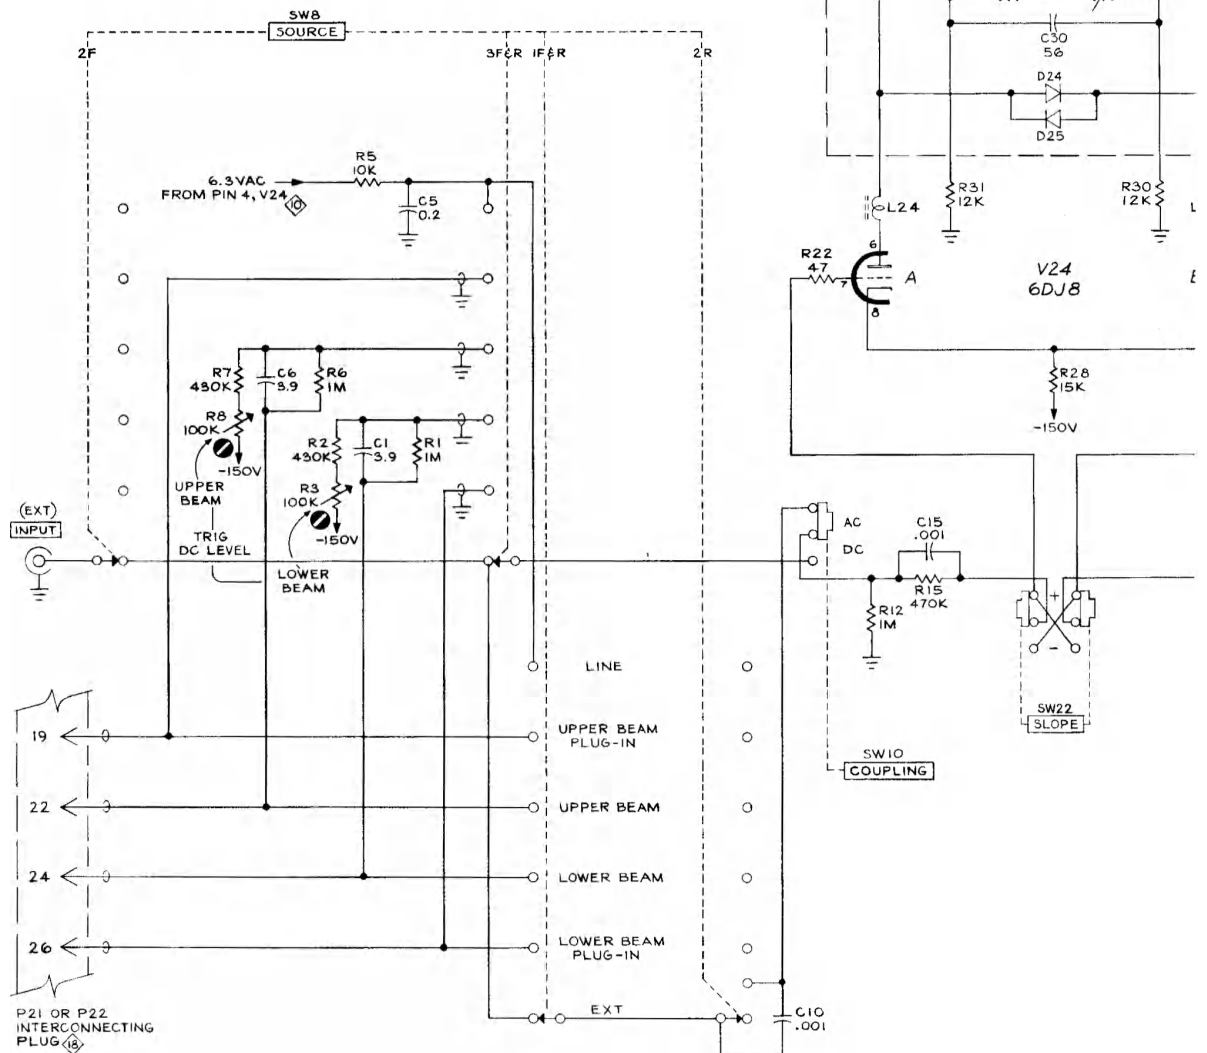 SW8
SOURCE
2F
3F&R 1F&R
2R
C30
56
D24
D25
R5
10K
6.3VAC
FROM PIN 4, V24
10
C5
0.2
L24
R31
12K
R30
12K
R22
47
6
7
8
A
V24
6DJ8
R7
430K
C6
3.9
R6
1M
R8
100K
-150V
UPPER
BEAM
R2
430K
C1
3.9
R1
1M
R3
100K
-150V
TRIG
DC LEVEL
LOWER
BEAM
R28
15K
-150V
(EXT)
INPUT
AC
DC
C15
.001
R15
470K
R12
1M
+
-
SW22
SLOPE
SW10
COUPLING
LINE
19
UPPER BEAM
PLUG-IN
22
UPPER BEAM
24
LOWER BEAM
26
LOWER BEAM
PLUG-IN
EXT
C10
.001
P21 OR P22
INTERCONNECTING
PLUG 18